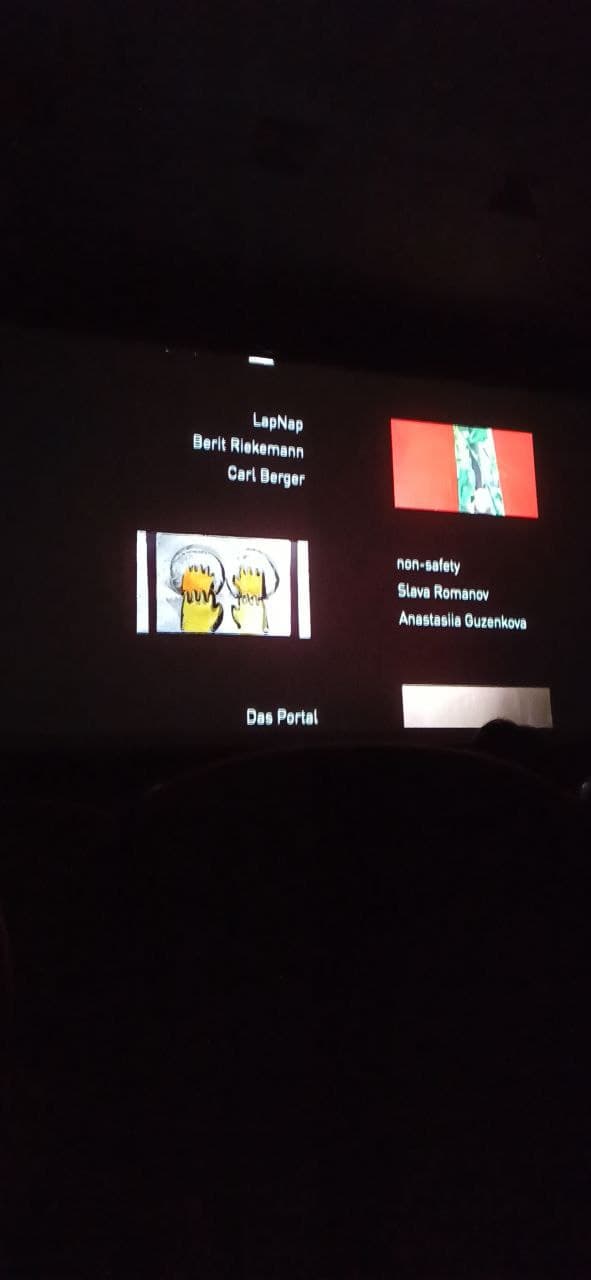 LapNap
Berit Riekemann
Carl Berger
non-safety
Slava Romanov
Anastasiia Guzenkova
Das Portal